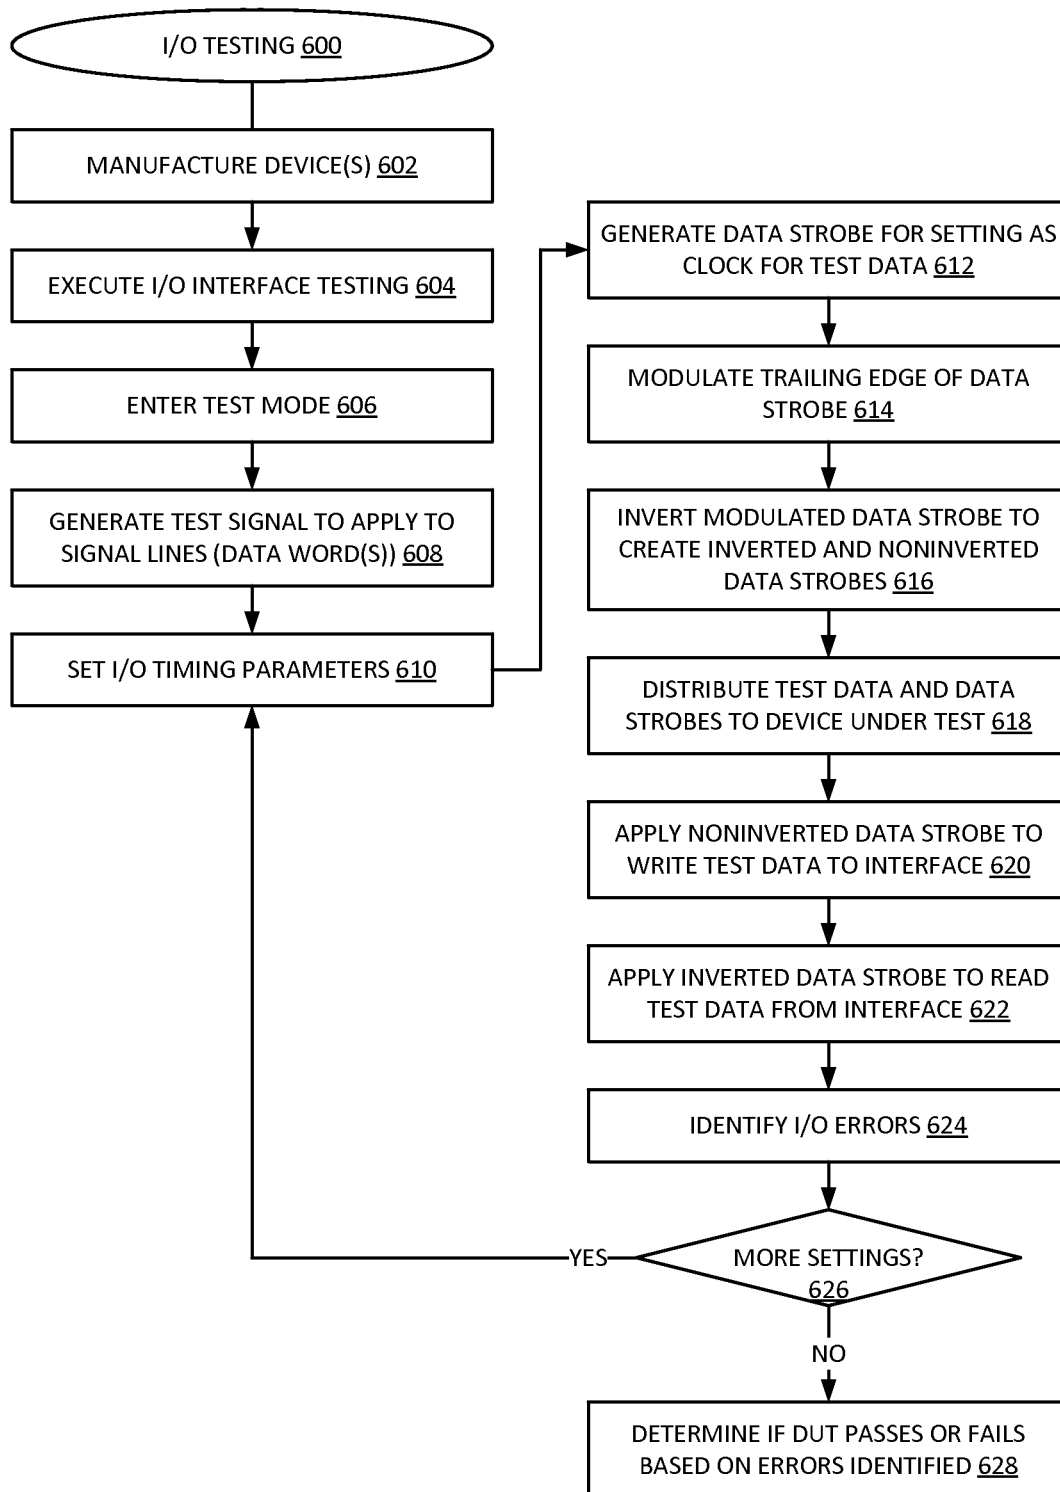 I/O TESTING 600
MANUFACTURE DEVICE(S) 602
EXECUTE I/O INTERFACE TESTING 604
ENTER TEST MODE 606
GENERATE TEST SIGNAL TO APPLY TO
SIGNAL LINES (DATA WORD(S)) 608
SET I/O TIMING PARAMETERS 610
GENERATE DATA STROBE FOR SETTING AS
CLOCK FOR TEST DATA 612
MODULATE TRAILING EDGE OF DATA
STROBE 614
INVERT MODULATED DATA STROBE TO
CREATE INVERTED AND NONINVERTED
DATA STROBES 616
DISTRIBUTE TEST DATA AND DATA
STROBES TO DEVICE UNDER TEST 618
APPLY NONINVERTED DATA STROBE TO
WRITE TEST DATA TO INTERFACE 620
APPLY INVERTED DATA STROBE TO READ
TEST DATA FROM INTERFACE 622
IDENTIFY I/O ERRORS 624
MORE SETTINGS?
626
YES
NO
DETERMINE IF DUT PASSES OR FAILS
BASED ON ERRORS IDENTIFIED 628